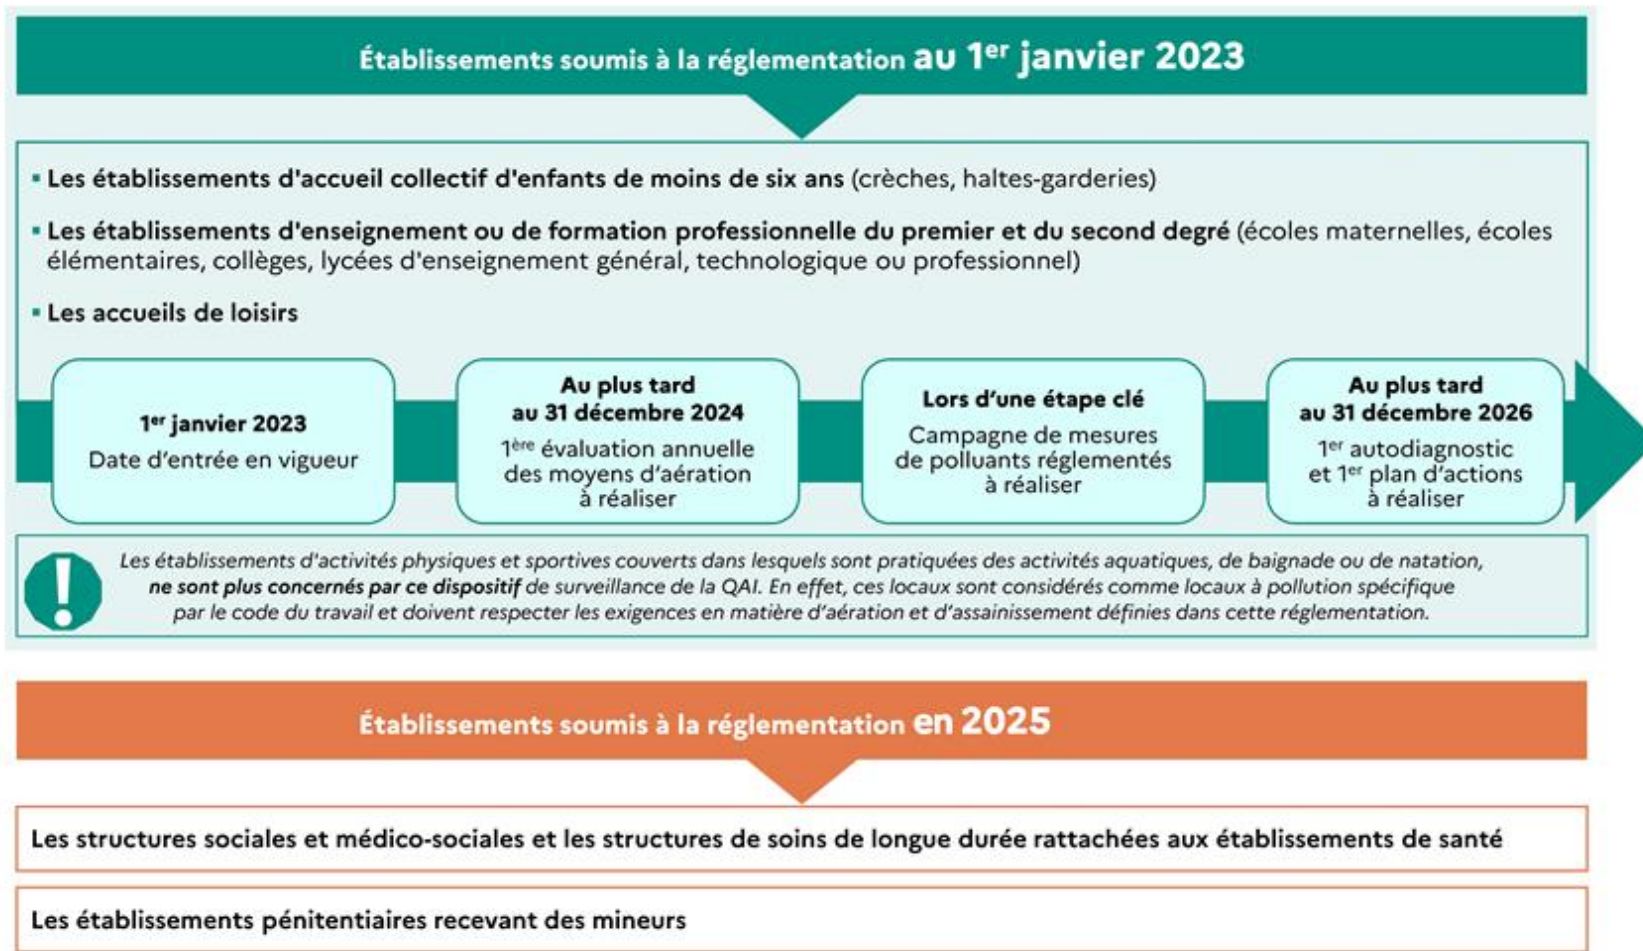 Établissements soumis à la réglementation au 1er janvier 2023
▪ Les établissements d'accueil collectif d'enfants de moins de six ans (crèches, haltes-garderies)
▪ Les établissements d'enseignement ou de formation professionnelle du premier et du second degré (écoles maternelles, écoles
élémentaires, collèges, lycées d'enseignement général, technologique ou professionnel)
▪ Les accueils de loisirs
1er janvier 2023
Date d'entrée en vigueur
Au plus tard
au 31 décembre 2024
1ère évaluation annuelle
des moyens d'aération
à réaliser
Lors d'une étape clé
Campagne de mesures
de polluants réglementés
à réaliser
Au plus tard
au 31 décembre 2026
1er autodiagnostic
et 1er plan d'actions
à réaliser
!
Les établissements d'activités physiques et sportives couverts dans lesquels sont pratiquées des activités aquatiques, de baignade ou de natation,
ne sont plus concernés par ce dispositif de surveillance de la QAI. En effet, ces locaux sont considérés comme locaux à pollution spécifique
par le code du travail et doivent respecter les exigences en matière d'aération et d'assainissement définies dans cette réglementation.
Établissements soumis à la réglementation en 2025
Les structures sociales et médico-sociales et les structures de soins de longue durée rattachées aux établissements de santé
Les établissements pénitentiaires recevant des mineurs